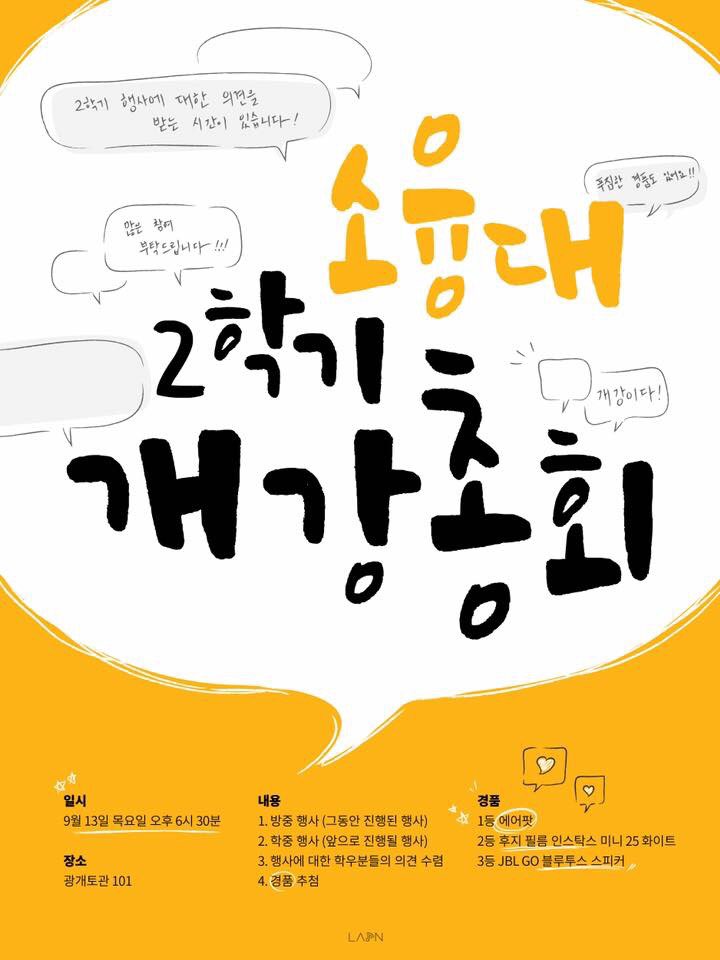 2학기 행사에 대한 의견을
받는 시간이 있습니다~!
푸짐한 경품도 있어요!!
많은 참여
부탁드립니다~!!!
소융대
2학기
개강이다!
개강총회
일시
9월 13일 목요일 오후 6시 30분
장소
광개토관 101
내용
1. 방중 행사 (그동안 진행된 행사)
2. 학중 행사 (앞으로 진행될 행사)
3. 행사에 대한 학우분들의 의견 수렴
4. 경품 추첨
경품
1등 에어팟
2등 후지 필름 인스탁스 미니 25 화이트
3등 JBL GO 블루투스 스피커